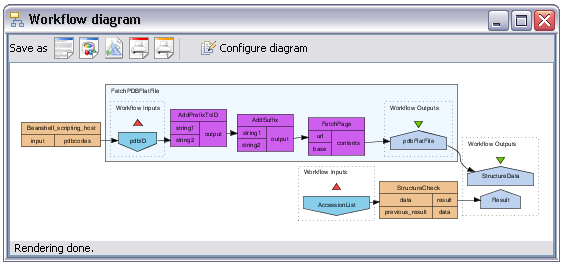 Workflow diagram
Save as
Configure diagram
FetchPDBFlatFile
Workflow Inputs
Workflow Outputs
Beanshell_scripting_host
input pdbcodes
pdbID
AddPrefixToID
string1
string2
output
AddSuffix
string1
string2
output
FetchPage
url
base
contents
pdbFlatFile
Workflow Outputs
StructureData
Result
Workflow Inputs
AccessionList
StructureCheck
data result
previous_result data
Rendering done.